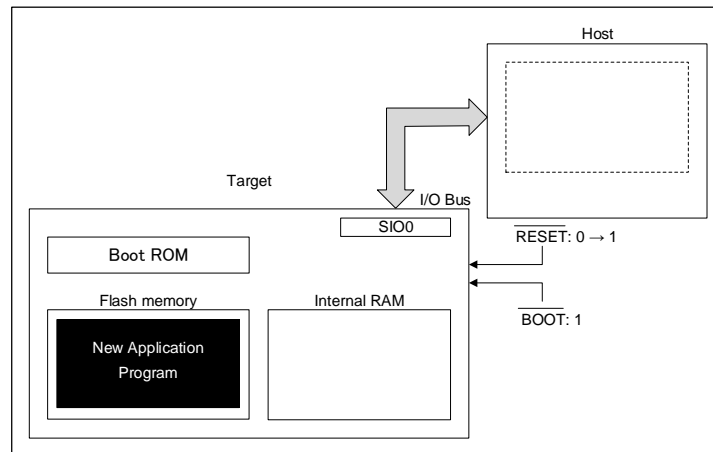 Host
Target
I/O Bus
SIO0
RESET: 0 → 1
Boot ROM
Flash memory
Internal RAM
BOOT: 1
New Application
Program